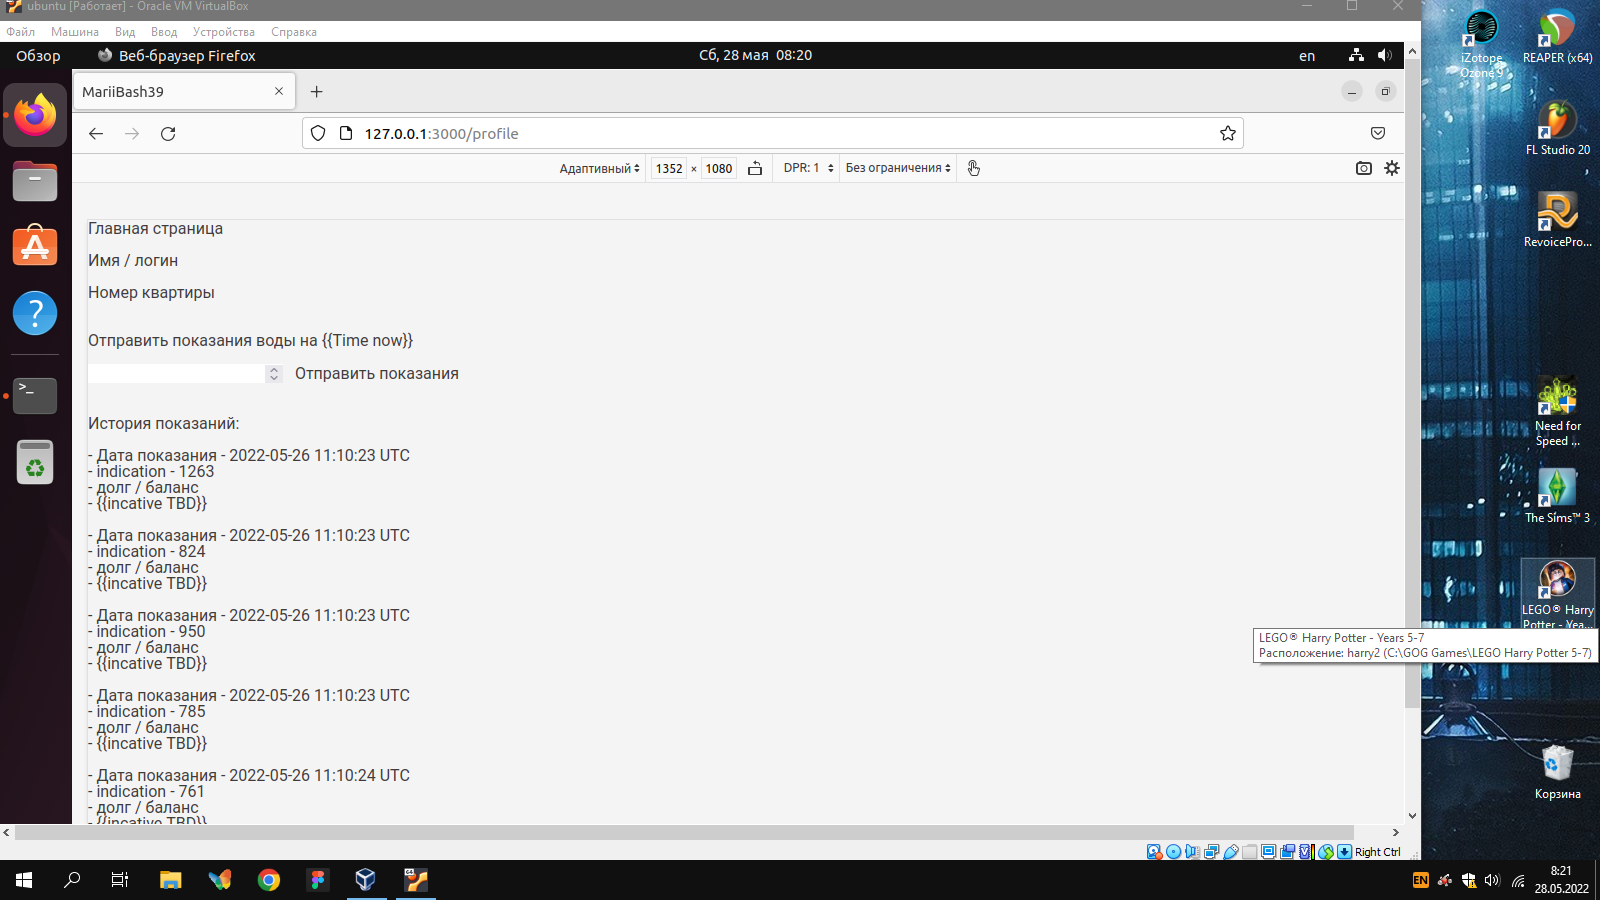 ubuntu [Работает] - Oracle VM VirtualBox
Файл Машина Вид Ввод Устройства Справка
Обзор Веб-браузер Firefox Сб, 28 мая 08:20 en
MariiBash39
127.0.0.1:3000/profile
Адаптивный 1352 × 1080 DPR: 1 Без ограничения
Главная страница
Имя / логин
Номер квартиры
Отправить показания воды на {{Time now}}
Отправить показания
История показаний:
- Дата показания - 2022-05-26 11:10:23 UTC
- indication - 1263
- долг / баланс
- {{incative TBD}}
- Дата показания - 2022-05-26 11:10:23 UTC
- indication - 824
- долг / баланс
- {{incative TBD}}
- Дата показания - 2022-05-26 11:10:23 UTC
- indication - 950
- долг / баланс
- {{incative TBD}}
- Дата показания - 2022-05-26 11:10:23 UTC
- indication - 785
- долг / баланс
- {{incative TBD}}
- Дата показания - 2022-05-26 11:10:24 UTC
- indication - 761
- долг / баланс
- {{incative TBD}}
Right Ctrl
iZotope
Ozone 9
REAPER (x64)
FL Studio 20
RevoicePro...
Need for
Speed ...
The Sims™ 3
LEGO® Harry
Potter - Yea...
LEGO® Harry Potter - Years 5-7
Расположение: harry2 (C:\GOG Games\LEGO Harry Potter 5-7)
Корзина
EN
8:21
28.05.2022